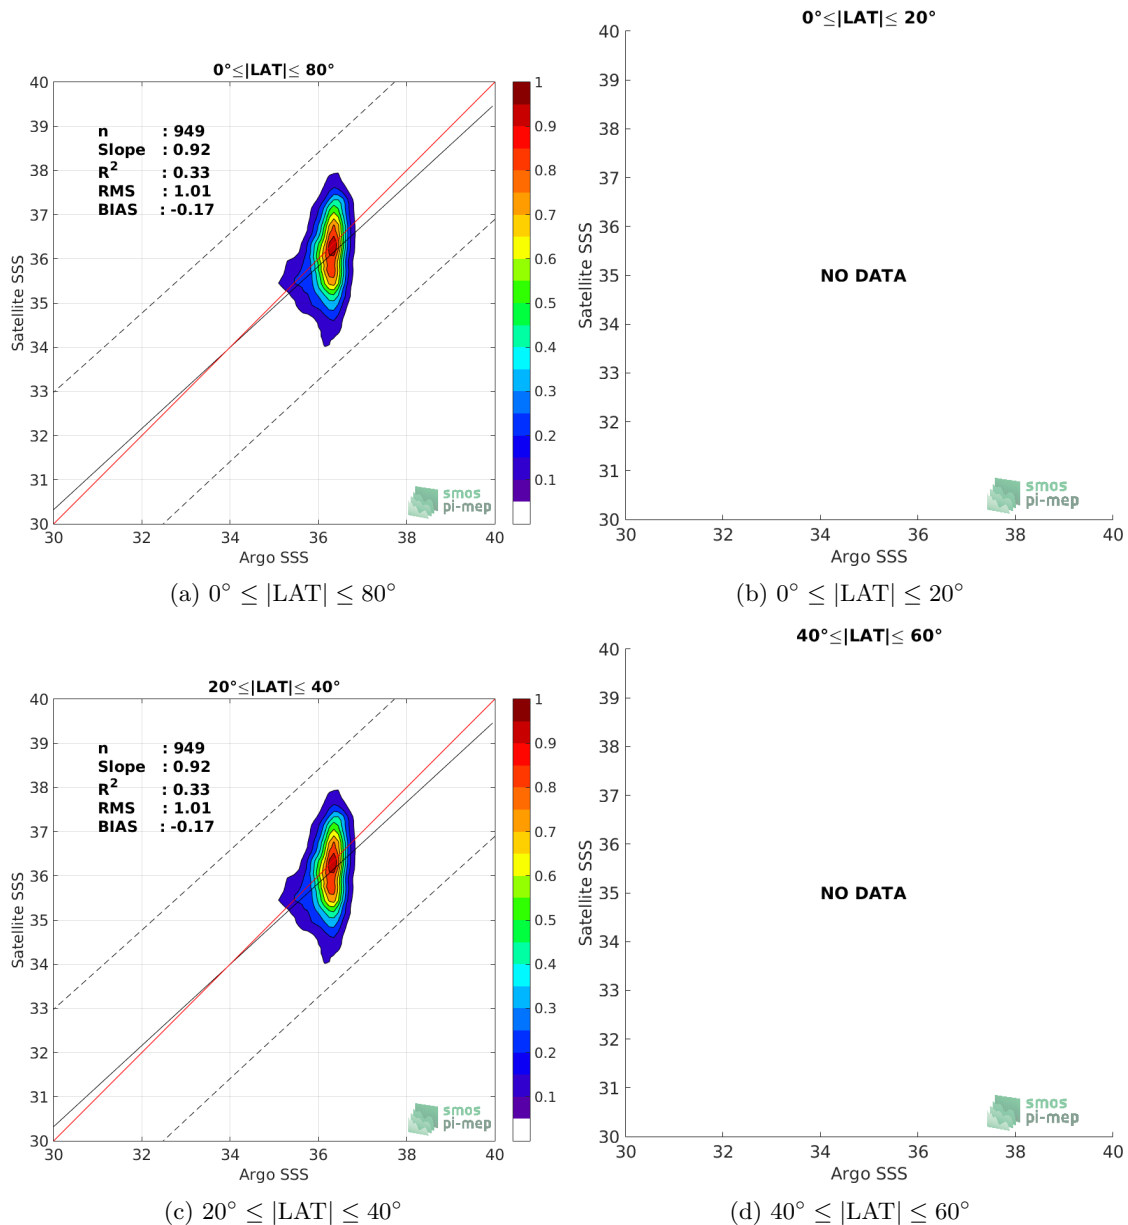 0°≤|LAT|≤ 80°
40
39
38
37
36
35
34
33
32
31
30
Satellite SSS
n : 949
Slope : 0.92
R² : 0.33
RMS : 1.01
BIAS : -0.17
smos
pi-mep
30 32 34 36 38 40
Argo SSS
1
0.9
0.8
0.7
0.6
0.5
0.4
0.3
0.2
0.1
(a) 0° ≤ |LAT| ≤ 80°
0°≤|LAT|≤ 20°
40
39
38
37
36
35
34
33
32
31
30
Satellite SSS
NO DATA
smos
pi-mep
30 32 34 36 38 40
Argo SSS
(b) 0° ≤ |LAT| ≤ 20°
20°≤|LAT|≤ 40°
40
39
38
37
36
35
34
33
32
31
30
Satellite SSS
n : 949
Slope : 0.92
R² : 0.33
RMS : 1.01
BIAS : -0.17
smos
pi-mep
30 32 34 36 38 40
Argo SSS
1
0.9
0.8
0.7
0.6
0.5
0.4
0.3
0.2
0.1
(c) 20° ≤ |LAT| ≤ 40°
40°≤|LAT|≤ 60°
40
39
38
37
36
35
34
33
32
31
30
Satellite SSS
NO DATA
smos
pi-mep
30 32 34 36 38 40
Argo SSS
(d) 40° ≤ |LAT| ≤ 60°